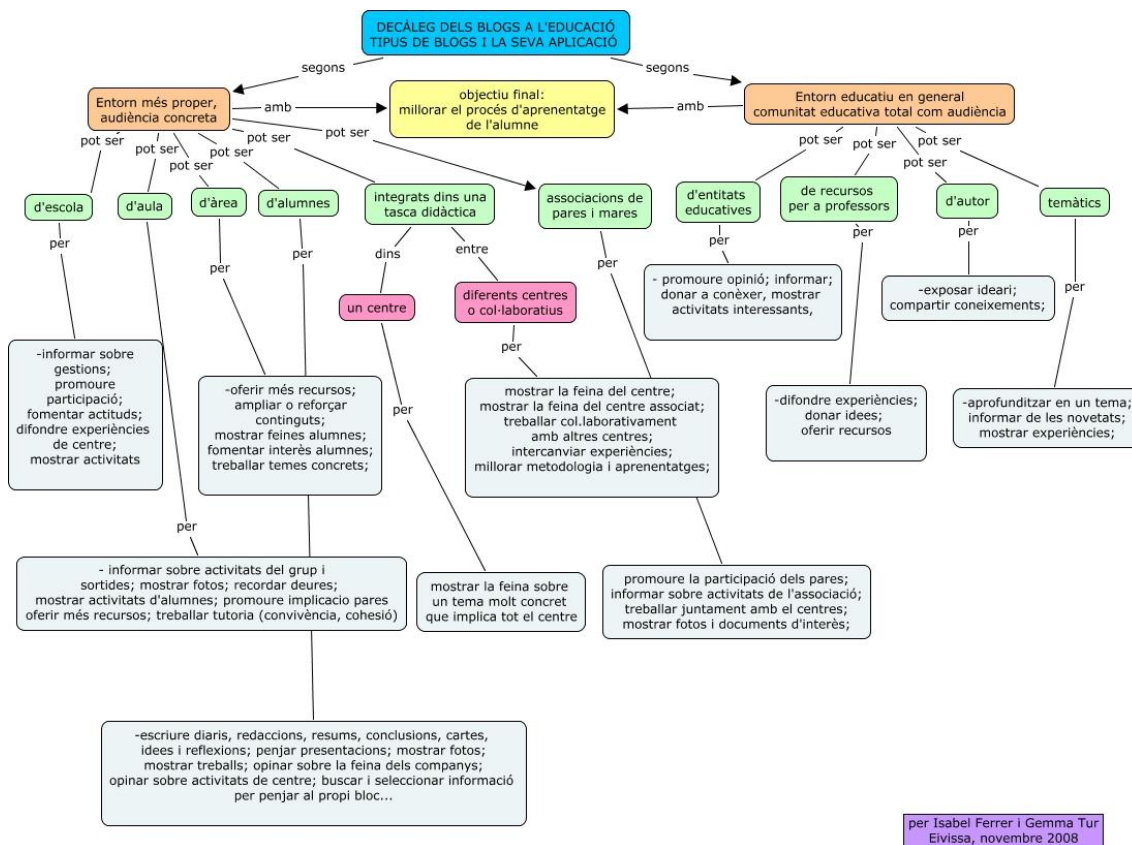 DECÀLEG DELS BLOGS A L'EDUCACIÓ
TIPUS DE BLOGS I LA SEVA APLICACIÓ
segons
segons
Entorn més proper,
audiència concreta
amb
objectiu final:
millorar el procés d'aprenentatge
de l'alumne
amb
Entorn educatiu en general
comunitat educativa total com audiència
pot ser
pot ser
pot ser
pot ser
pot ser
pot ser
pot ser
pot ser
pot ser
pot ser
d'escola
d'aula
d'àrea
d'alumnes
integrats dins una
tasca didàctica
associacions de
pares i mares
d'entitats
educatives
de recursos
per a professors
d'autor
temàtics
per
per
per
dins
entre
per
per
per
per
per
un centre
diferents centres
o col·laboratius
- promoure opinió; informar;
donar a conèxer, mostrar
activitats interessants,
-exposar ideari;
compartir coneixements;
-informar sobre
gestions;
promoure
participació;
fomentar actituds;
difondre experiències
de centre;
mostrar activitats
-oferir més recursos;
ampliar o reforçar
continguts;
mostrar feines alumnes;
fomentar interès alumnes;
treballar temes concrets;
per
per
mostrar la feina del centre;
mostrar la feina del centre associat;
treballar col.laborativament
amb altres centres;
intercanviar experiències;
millorar metodologia i aprenentatges;
-difondre experiències;
donar idees;
oferir recursos
-aprofunditzar en un tema;
informar de les novetats;
mostrar experiències;
per
- informar sobre activitats del grup i
sortides; mostrar fotos; recordar deures;
mostrar activitats d'alumnes; promoure implicacio pares
oferir més recursos; treballar tutoria (convivència, cohesió)
mostrar la feina sobre
un tema molt concret
que implica tot el centre
promoure la participació dels pares;
informar sobre activitats de l'associació;
treballar juntament amb el centres;
mostrar fotos i documents d'interès;
-escriure diaris, redaccions, resums, conclusions, cartes,
idees i reflexions; penjar presentacions; mostrar fotos;
mostrar treballs; opinar sobre la feina dels companys;
opinar sobre activitats de centre; buscar i seleccionar informació
per penjar al propi bloc...
per Isabel Ferrer i Gemma Tur
Eivissa, novembre 2008